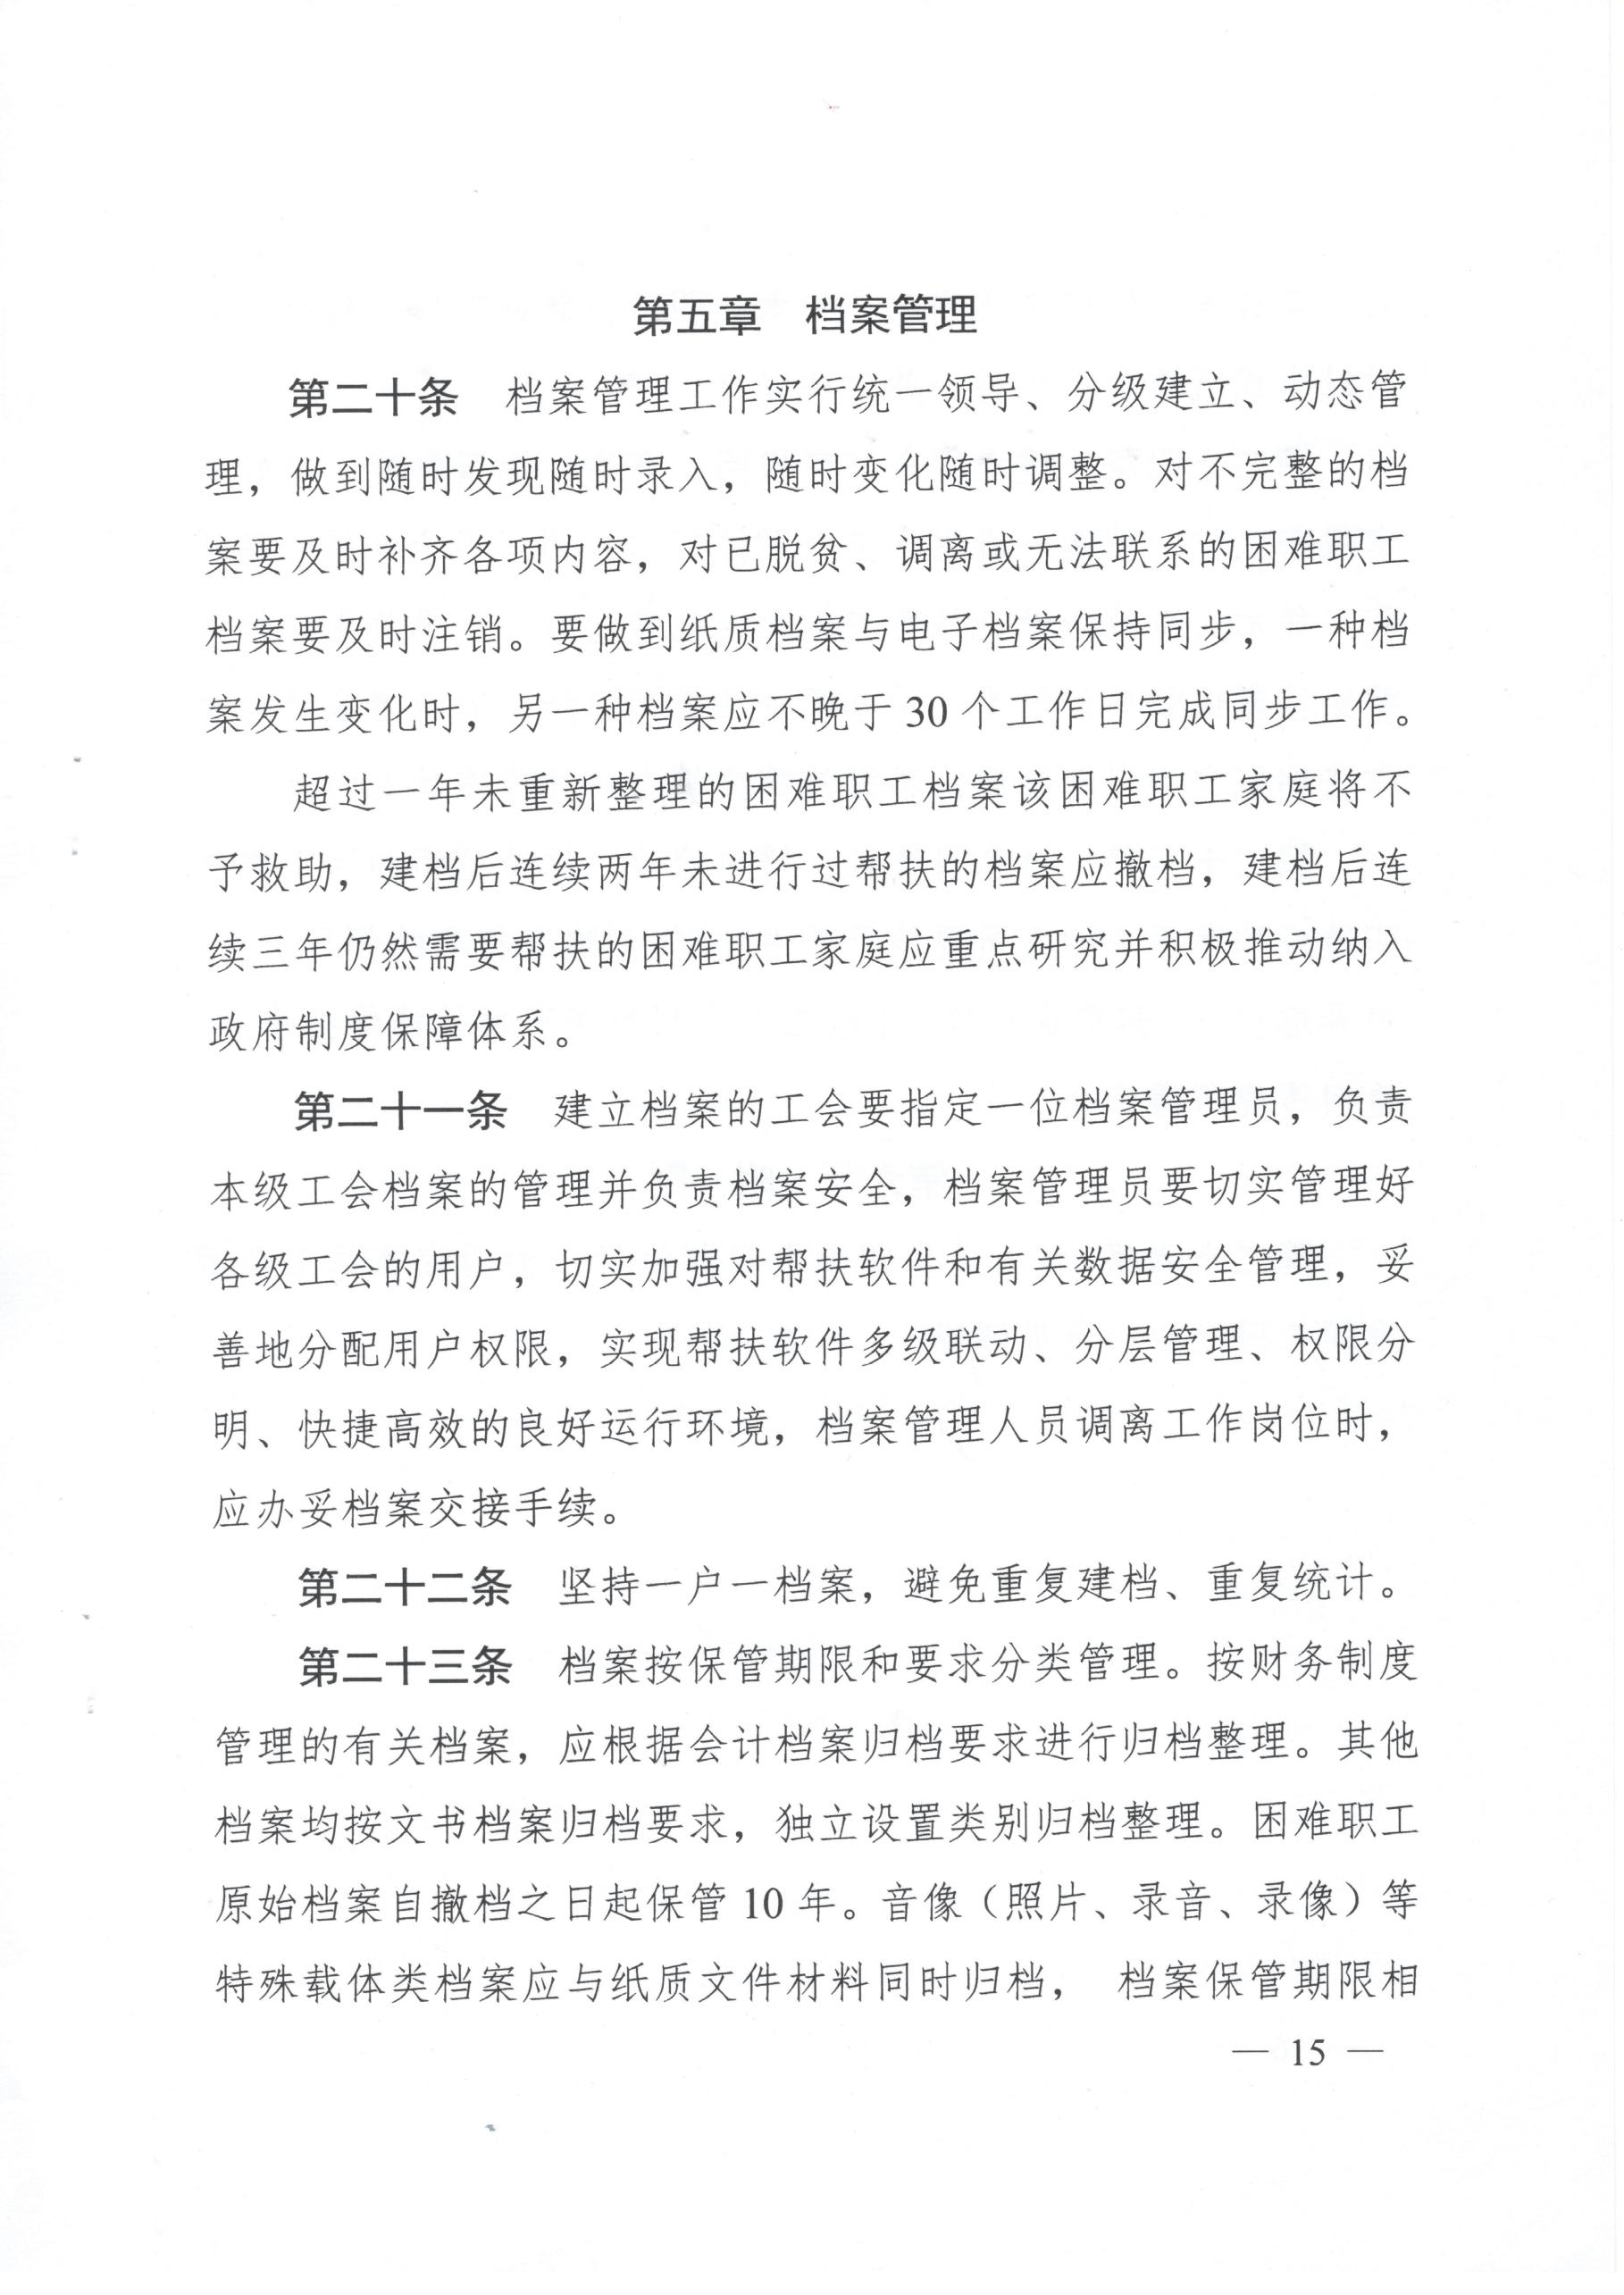 第五章　档案管理
第二十条　档案管理工作实行统一领导、分级建立、动态管
理，做到随时发现随时录入，随时变化随时调整。对不完整的档
案要及时补齐各项内容，对已脱贫、调离或无法联系的困难职工
档案要及时注销。要做到纸质档案与电子档案保持同步，一种档
案发生变化时，另一种档案应不晚于 30 个工作日完成同步工作。
超过一年未重新整理的困难职工档案该困难职工家庭将不
予救助，建档后连续两年未进行过帮扶的档案应撤档，建档后连
续三年仍然需要帮扶的困难职工家庭应重点研究并积极推动纳入
政府制度保障体系。
第二十一条　建立档案的工会要指定一位档案管理员，负责
本级工会档案的管理并负责档案安全，档案管理员要切实管理好
各级工会的用户，切实加强对帮扶软件和有关数据安全管理，妥
善地分配用户权限，实现帮扶软件多级联动、分层管理、权限分
明、快捷高效的良好运行环境，档案管理人员调离工作岗位时，
应办妥档案交接手续。
第二十二条　坚持一户一档案，避免重复建档、重复统计。
第二十三条　档案按保管期限和要求分类管理。按财务制度
管理的有关档案，应根据会计档案归档要求进行归档整理。其他
档案均按文书档案归档要求，独立设置类别归档整理。困难职工
原始档案自撤档之日起保管 10 年。音像（照片、录音、录像）等
特殊载体类档案应与纸质文件材料同时归档， 档案保管期限相
— 15 —